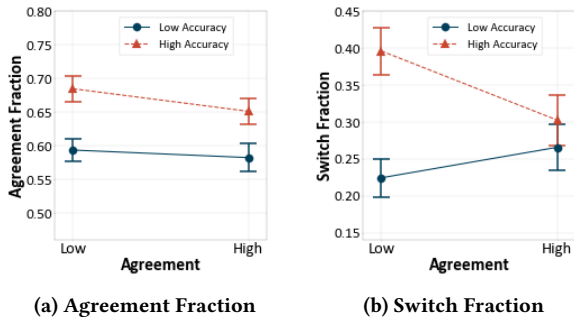 0.80
0.70
0.65
0.60
0.55
0.50
Agreement Fraction
Low Accuracy
High Accuracy
Low
High
Agreement
(a) Agreement Fraction
0.45
0.40
0.35
0.30
0.25
0.20
0.15
Switch Fraction
Low Accuracy
High Accuracy
Low
High
Agreement
(b) Switch Fraction